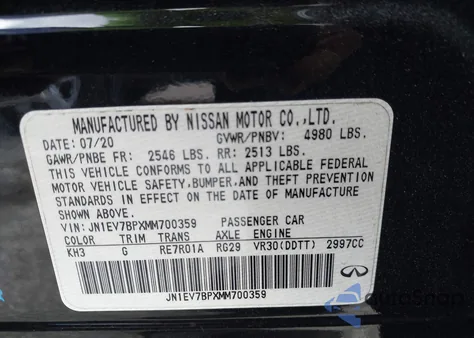 MANUFACTURED BY NISSAN MOTOR CO.,LTD.
DATE: 07/20 GVWR/PNBV: 4980 LBS.
GAWR/PNBE FR: 2546 LBS. RR: 2513 LBS.
THIS VEHICLE CONFORMS TO ALL APPLICABLE FEDERAL
MOTOR VEHICLE SAFETY,BUMPER,AND THEFT PREVENTION
STANDARDS IN EFFECT ON THE DATE OF MANUFACTURE
SHOWN ABOVE.
VIN: JN1EV7BPXMM700359 PASSENGER CAR
COLOR TRIM TRANS AXLE ENGINE
KH3 G RE7R01A RG29 VR30(DDTT) 2997CC
JN1EV7BPXMM700359
INFINITI
AutoSnap